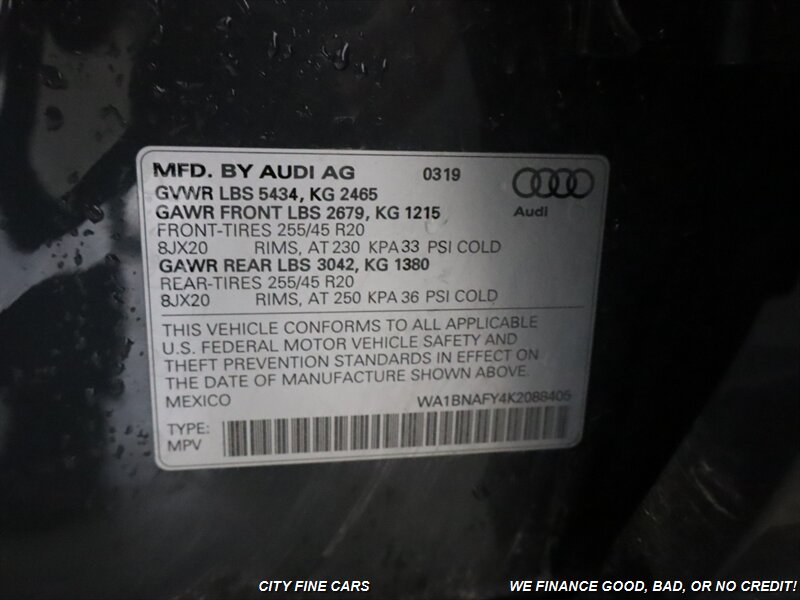 MFD. BY AUDI AG 0319
GVWR LBS 5434, KG 2465
GAWR FRONT LBS 2679, KG 1215
Audi
FRONT-TIRES 255/45 R20
8JX20 RIMS, AT 230 KPA 33 PSI COLD
GAWR REAR LBS 3042, KG 1380
REAR-TIRES 255/45 R20
8JX20 RIMS, AT 250 KPA 36 PSI COLD
THIS VEHICLE CONFORMS TO ALL APPLICABLE
U.S. FEDERAL MOTOR VEHICLE SAFETY AND
THEFT PREVENTION STANDARDS IN EFFECT ON
THE DATE OF MANUFACTURE SHOWN ABOVE.
MEXICO WA1BNAFY4K2088405
TYPE:
MPV
CITY FINE CARS WE FINANCE GOOD, BAD, OR NO CREDIT!